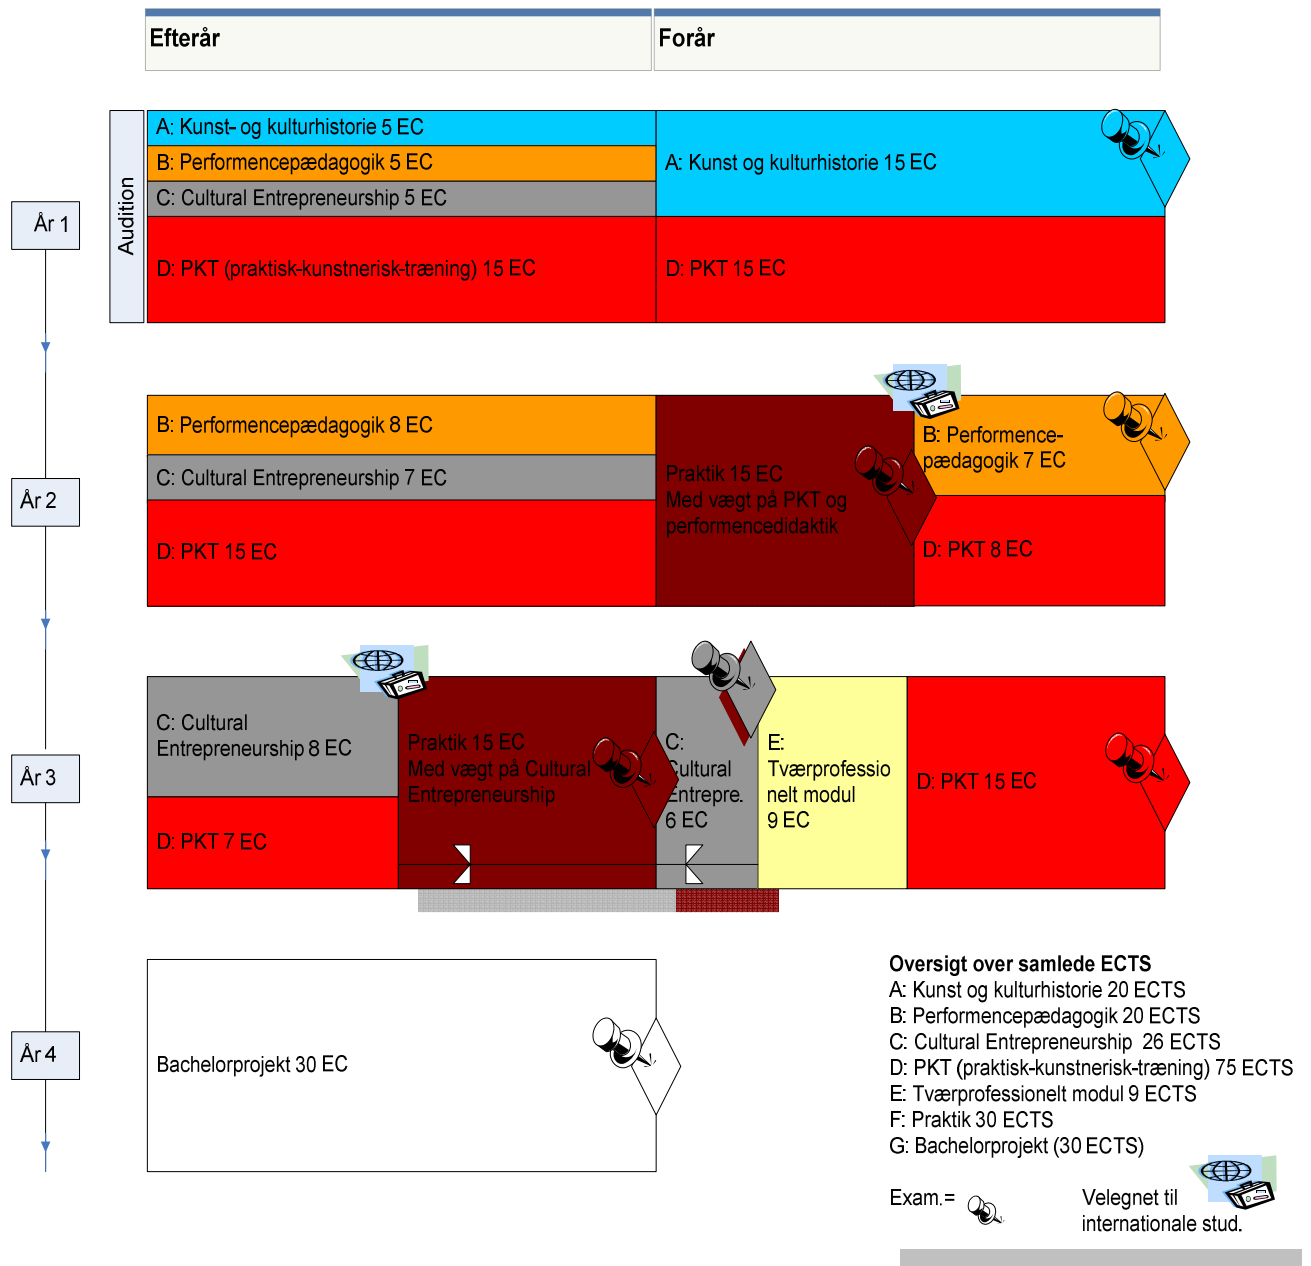 Efterår
Forår
Audition
A: Kunst- og kulturhistorie 5 EC
B: Performencepædagogik 5 EC
C: Cultural Entrepreneurship 5 EC
A: Kunst og kulturhistorie 15 EC
År 1
D: PKT (praktisk-kunstnerisk-træning) 15 EC
D: PKT 15 EC
År 2
B: Performencepædagogik 8 EC
C: Cultural Entrepreneurship 7 EC
D: PKT 15 EC
Praktik 15 EC
Med vægt på PKT og
performencedidaktik
B: Performence-
pædagogik 7 EC
D: PKT 8 EC
År 3
C: Cultural
Entrepreneurship 8 EC
D: PKT 7 EC
Praktik 15 EC
Med vægt på Cultural
Entrepreneurship
C:
Cultural
Entrepre.
6 EC
E:
Tværprofessio
nelt modul
9 EC
D: PKT 15 EC
År 4
Bachelorprojekt 30 EC
Oversigt over samlede ECTS
A: Kunst og kulturhistorie 20 ECTS
B: Performencepædagogik 20 ECTS
C: Cultural Entrepreneurship 26 ECTS
D: PKT (praktisk-kunstnerisk-træning) 75 ECTS
E: Tværprofessionelt modul 9 ECTS
F: Praktik 30 ECTS
G: Bachelorprojekt (30 ECTS)
Exam.=
Velegnet til
internationale stud.